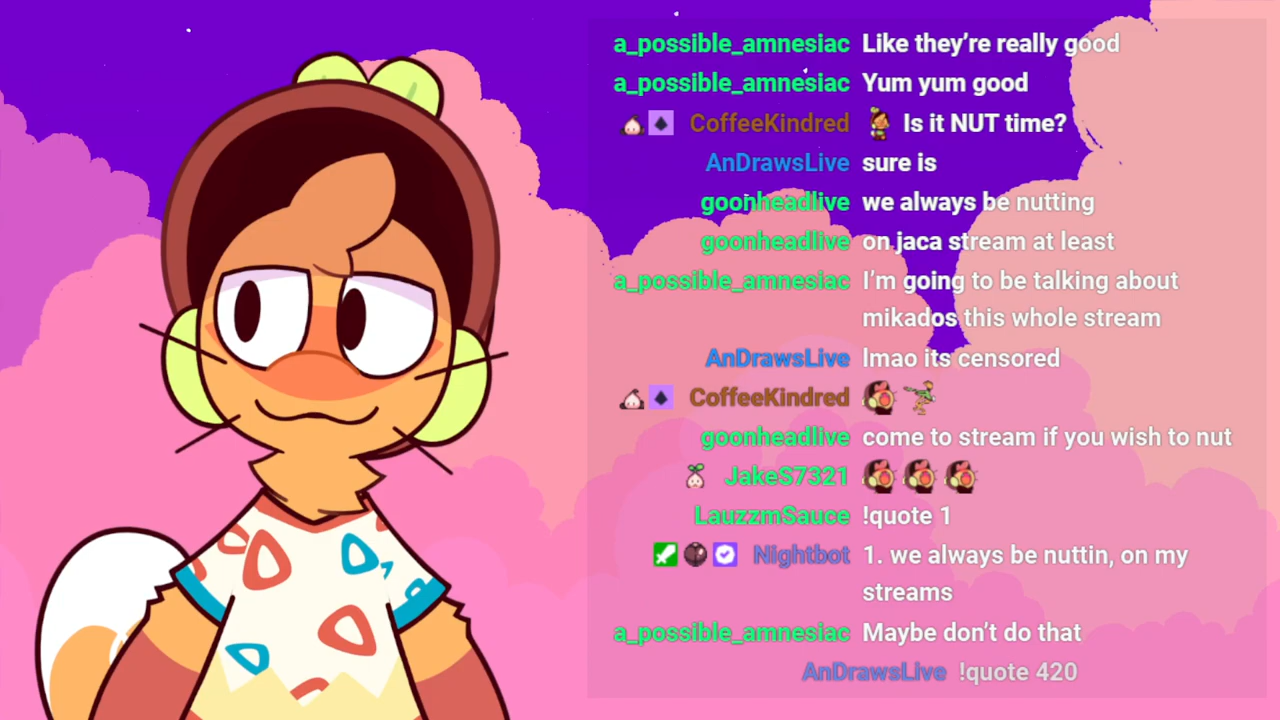 a_possible_amnesiac Like they’re really good
a_possible_amnesiac Yum yum good
CoffeeKindred Is it NUT time?
AnDrawsLive sure is
goonheadlive we always be nutting
goonheadlive on jaca stream at least
a_possible_amnesiac I’m going to be talking about
mikados this whole stream
AnDrawsLive lmao its censored
CoffeeKindred
goonheadlive come to stream if you wish to nut
JakeS7321
LauzzmSauce !quote 1
Nightbot 1. we always be nuttin, on my
streams
a_possible_amnesiac Maybe don’t do that
AnDrawsLive !quote 420